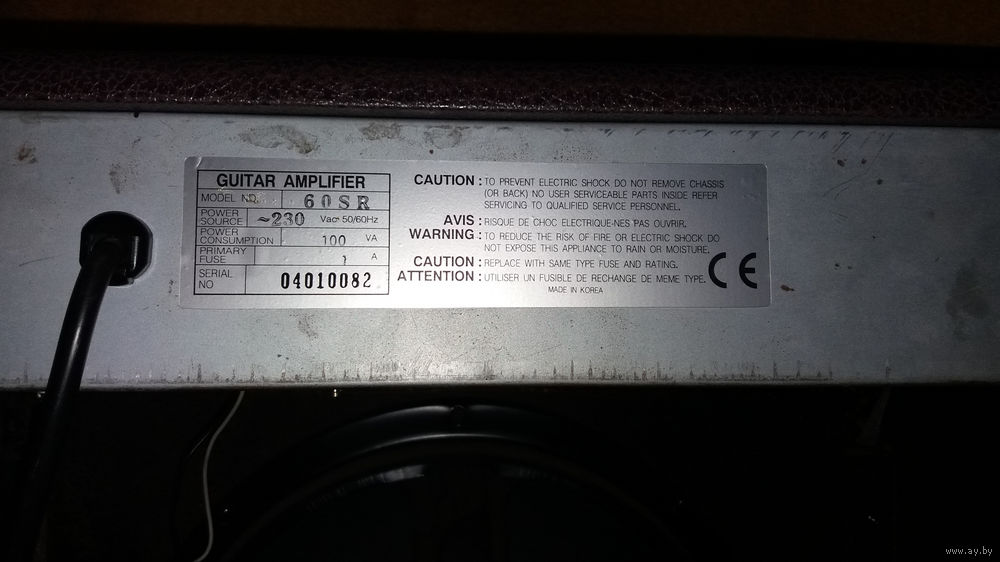 GUITAR AMPLIFIER
MODEL NO. 60SR
POWER SOURCE ~230 Vac 50/60Hz
POWER CONSUMPTION 100 VA
PRIMARY FUSE 1 A
SERIAL NO 04010082
CAUTION : TO PREVENT ELECTRIC SHOCK DO NOT REMOVE CHASSIS
(OR BACK) NO USER SERVICEABLE PARTS INSIDE REFER
SERVICING TO QUALIFIED SERVICE PERSONNEL.
AVIS : RISQUE DE CHOC ELECTRIQUE-NES PAS OUVRIR.
WARNING : TO REDUCE THE RISK OF FIRE OR ELECTRIC SHOCK DO
NOT EXPOSE THIS APPLIANCE TO RAIN OR MOISTURE.
CAUTION : REPLACE WITH SAME TYPE FUSE AND RATING.
ATTENTION : UTILISER UN FUSIBLE DE RECHANGE DE MEME TYPE.
CE
MADE IN KOREA
www.ay.by